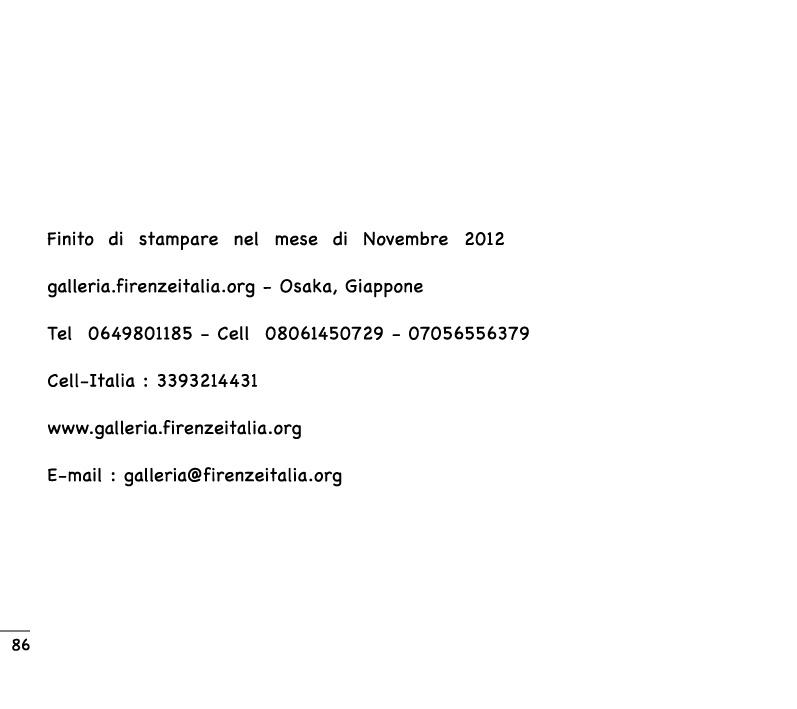 Finito di stampare nel mese di Novembre 2012
galleria.firenzeitalia.org - Osaka, Giappone
Tel 0649801185 - Cell 08061450729 - 07056556379
Cell-Italia : 3393214431
www.galleria.firenzeitalia.org
E-mail : galleria@firenzeitalia.org
86